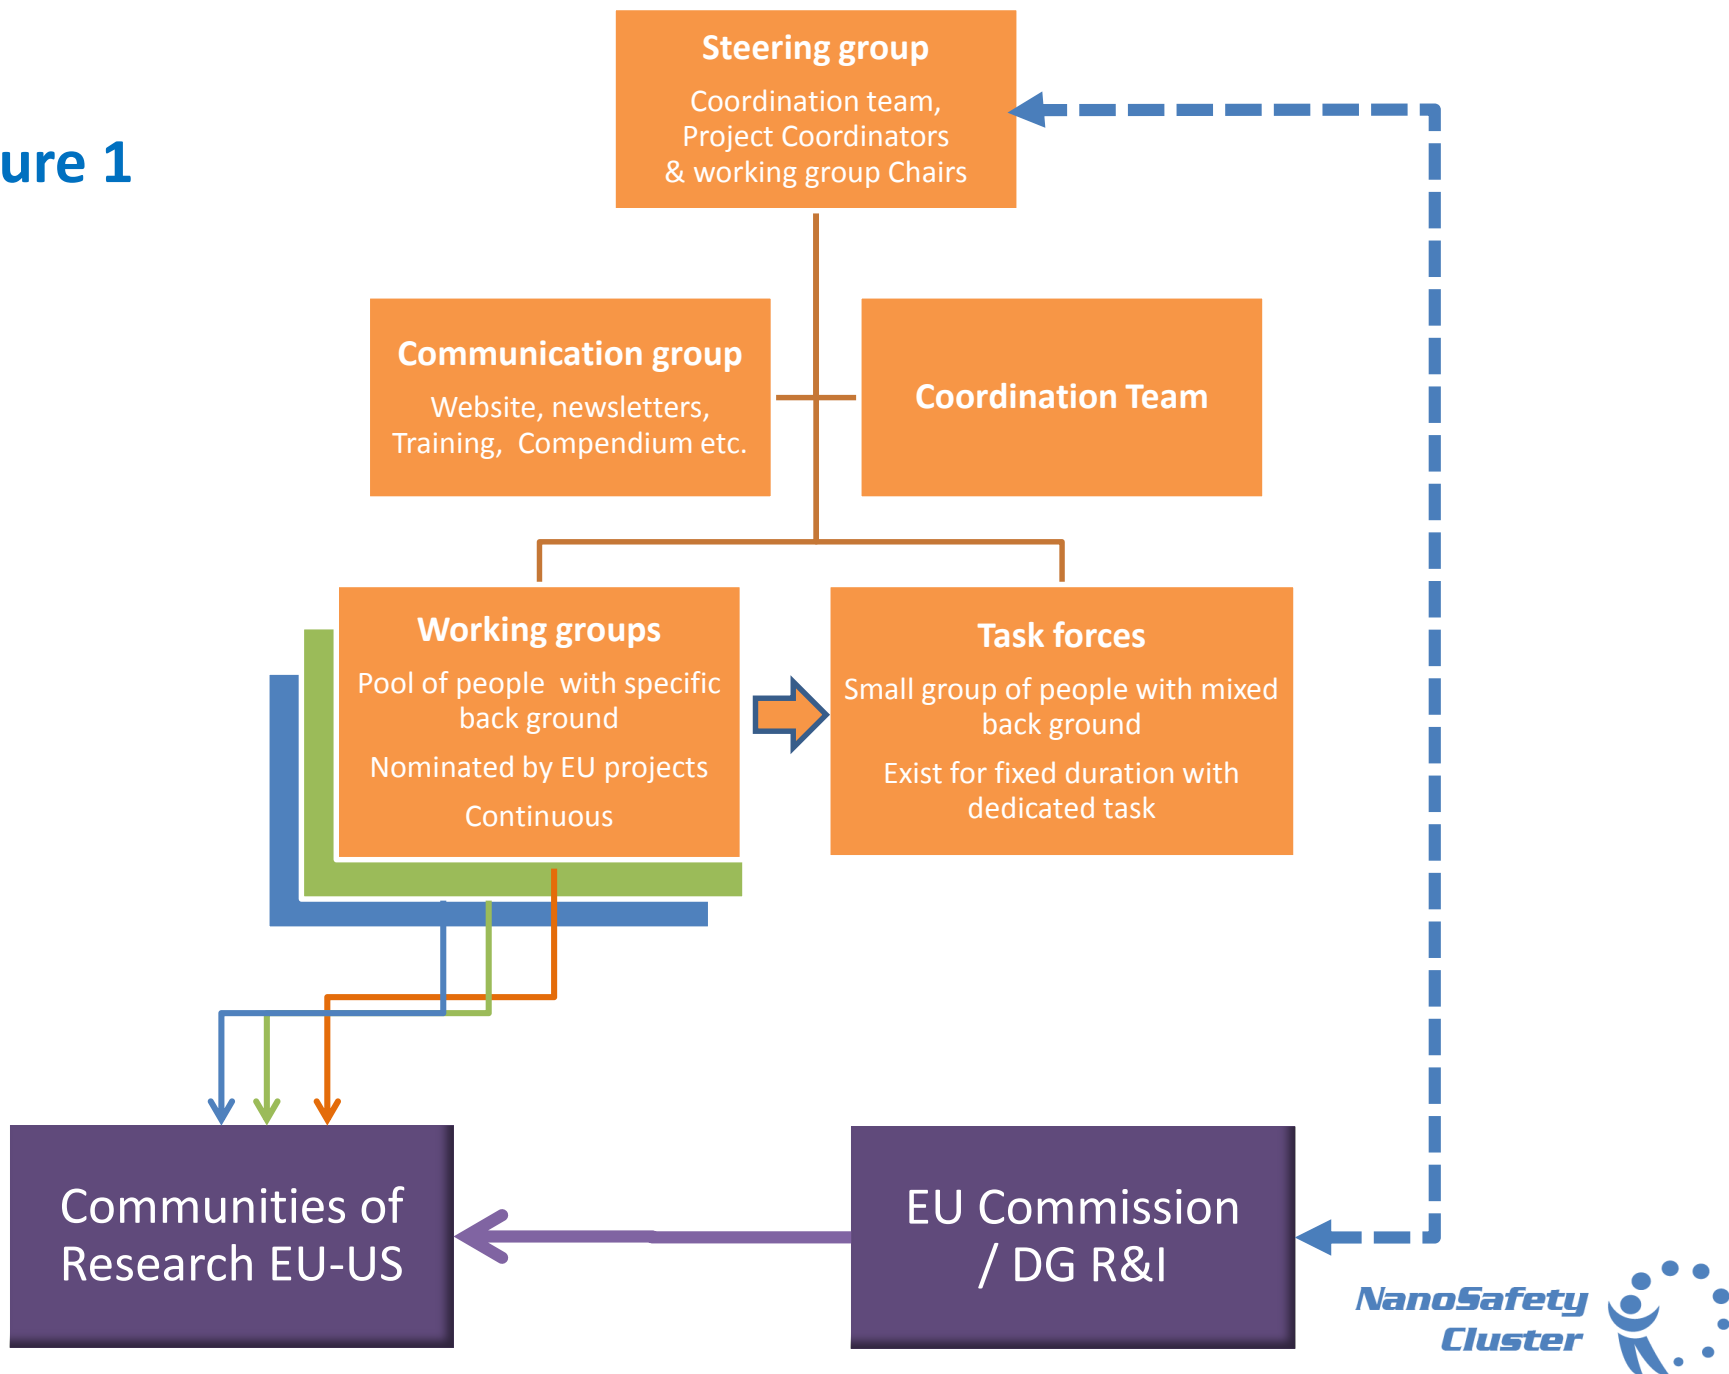 Steering group
Coordination team,
Project Coordinators
& working group Chairs
ure 1
Communication group
Website, newsletters,
Training, Compendium etc.
Coordination Team
Working groups
Pool of people with specific
back ground
Nominated by EU projects
Continuous
Task forces
Small group of people with mixed
back ground
Exist for fixed duration with
dedicated task
Communities of
Research EU-US
EU Commission
/ DG R&I
NanoSafety
Cluster